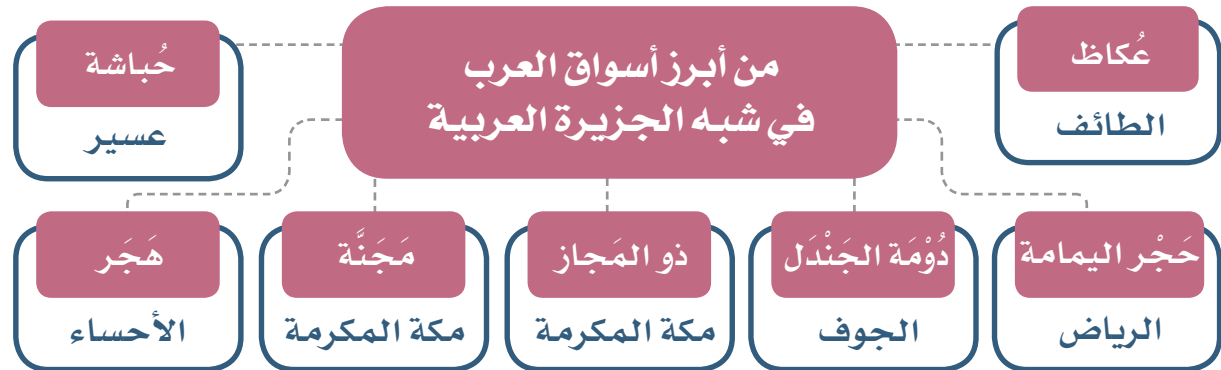 من أبرز أسواق العرب
في شبه الجزيرة العربية
عُكاظ
الطائف
حُباشة
عسير
حَجْر اليمامة
الرياض
دُوْمَة الجَنْدَل
الجوف
ذو المَجاز
مكة المكرمة
مَجَنَّة
مكة المكرمة
هَجَر
الأحساء